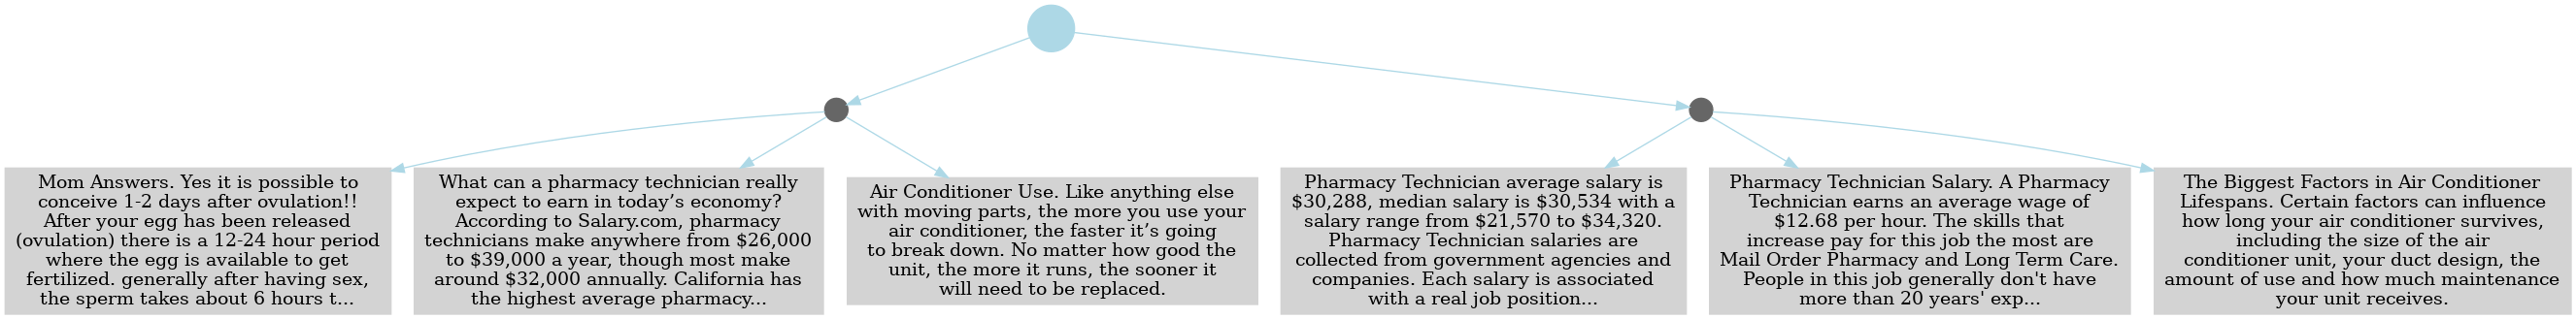 Mom Answers. Yes it is possible to
conceive 1-2 days after ovulation!!
After your egg has been released
(ovulation) there is a 12-24 hour period
where the egg is available to get
fertilized. generally after having sex,
the sperm takes about 6 hours t...
What can a pharmacy technician really
expect to earn in today’s economy?
According to Salary.com, pharmacy
technicians make anywhere from $26,000
to $39,000 a year, though most make
around $32,000 annually. California has
the highest average pharmacy...
Air Conditioner Use. Like anything else
with moving parts, the more you use your
air conditioner, the faster it’s going
to break down. No matter how good the
unit, the more it runs, the sooner it
will need to be replaced.
Pharmacy Technician average salary is
$30,288, median salary is $30,534 with a
salary range from $21,570 to $34,320.
Pharmacy Technician salaries are
collected from government agencies and
companies. Each salary is associated
with a real job position...
Pharmacy Technician Salary. A Pharmacy
Technician earns an average wage of
$12.68 per hour. The skills that
increase pay for this job the most are
Mail Order Pharmacy and Long Term Care.
People in this job generally don't have
more than 20 years' exp...
The Biggest Factors in Air Conditioner
Lifespans. Certain factors can influence
how long your air conditioner survives,
including the size of the air
conditioner unit, your duct design, the
amount of use and how much maintenance
your unit receives.